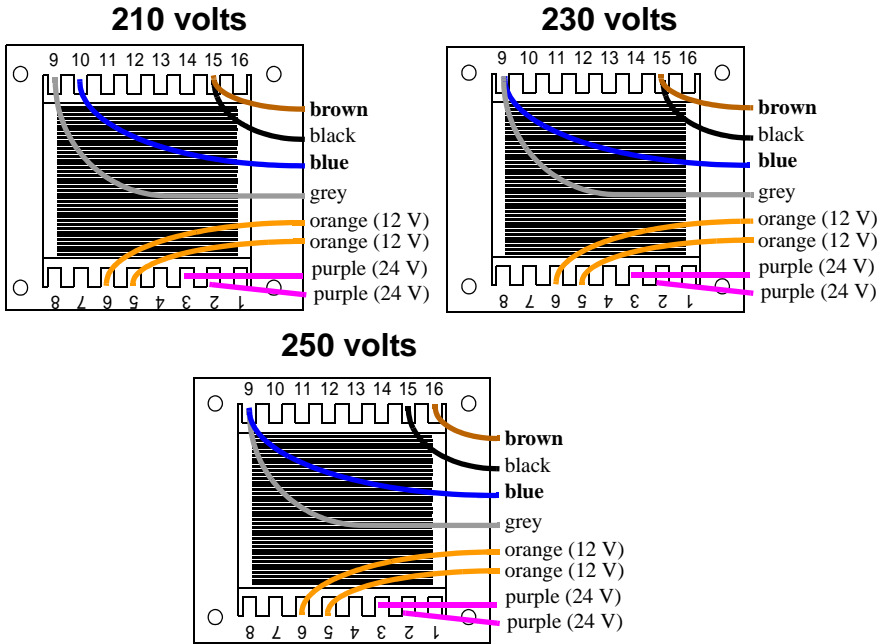 210 volts
9 10 11 12 13 14 15 16
brown
black
blue
grey
orange (12 V)
orange (12 V)
purple (24 V)
purple (24 V)
8 7 6 5 4 3 2 1
230 volts
9 10 11 12 13 14 15 16
brown
black
blue
grey
orange (12 V)
orange (12 V)
purple (24 V)
purple (24 V)
8 7 6 5 4 3 2 1
250 volts
9 10 11 12 13 14 15 16
brown
black
blue
grey
orange (12 V)
orange (12 V)
purple (24 V)
purple (24 V)
8 7 6 5 4 3 2 1